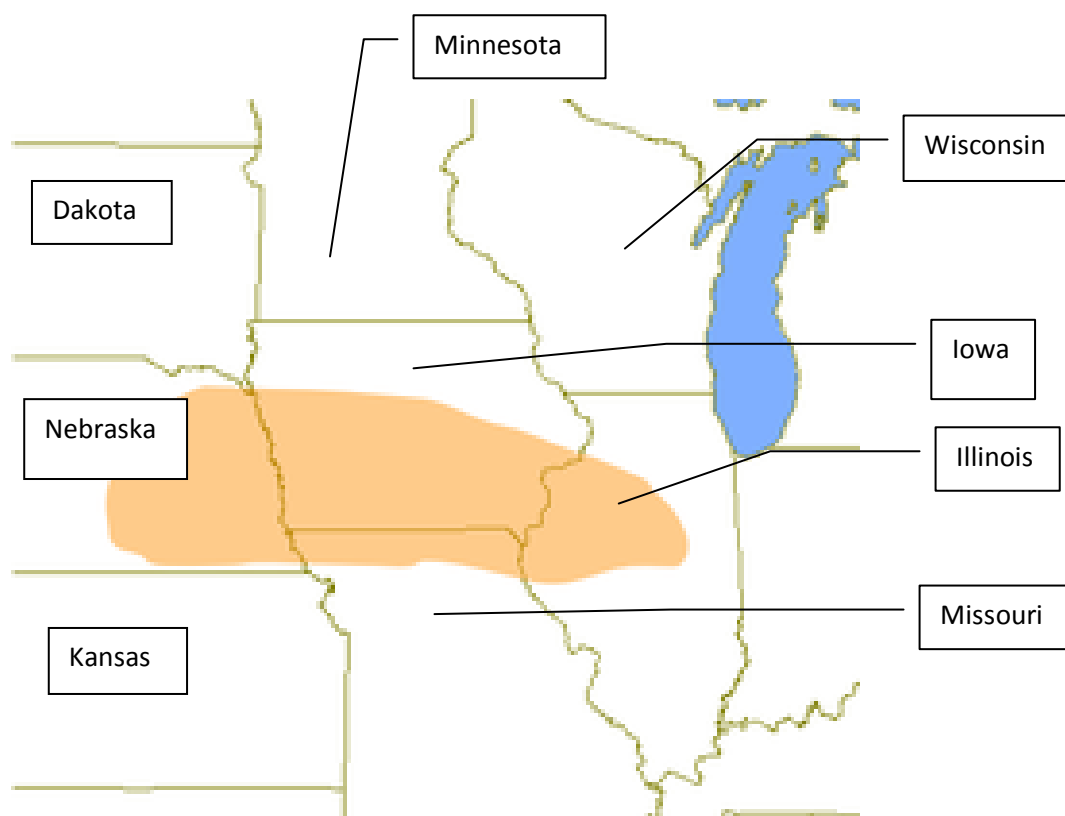 Minnesota
Wisconsin
Dakota
Iowa
Nebraska
Illinois
Missouri
Kansas